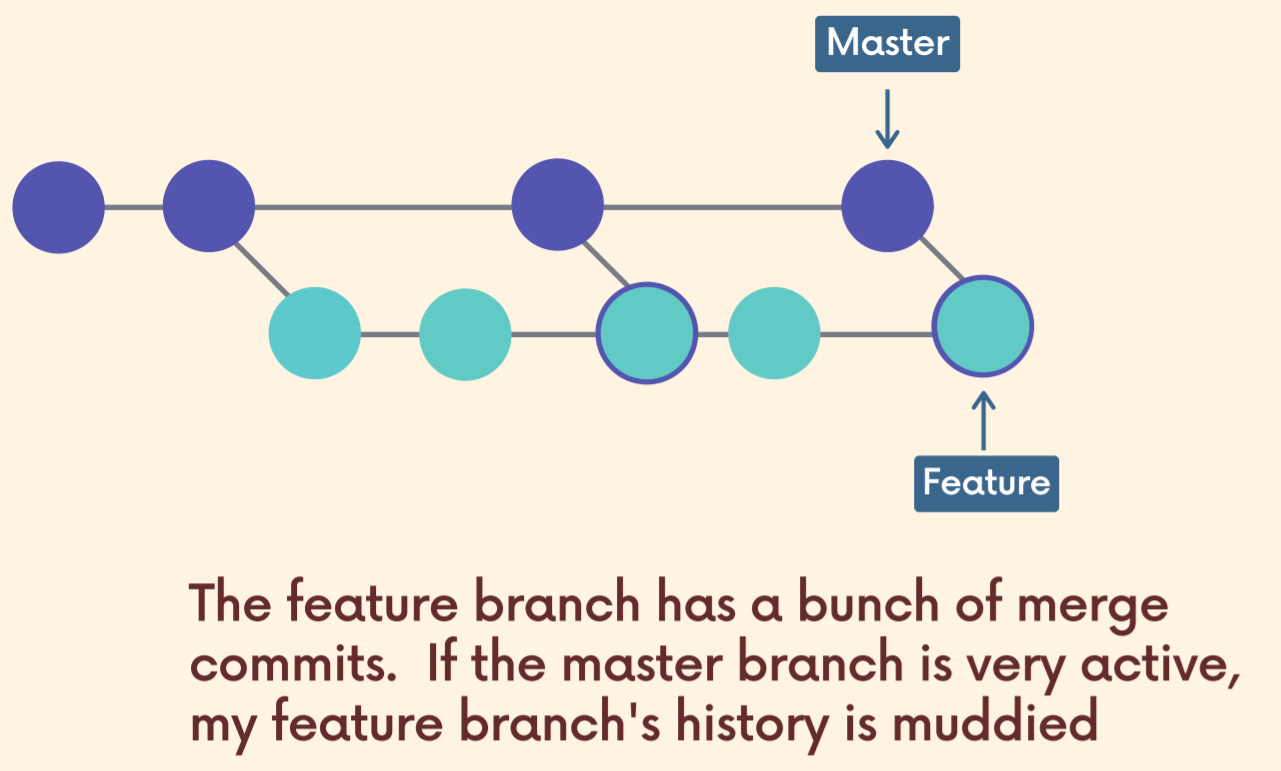 Master
Feature
The feature branch has a bunch of merge
commits.  If the master branch is very active,
my feature branch's history is muddied